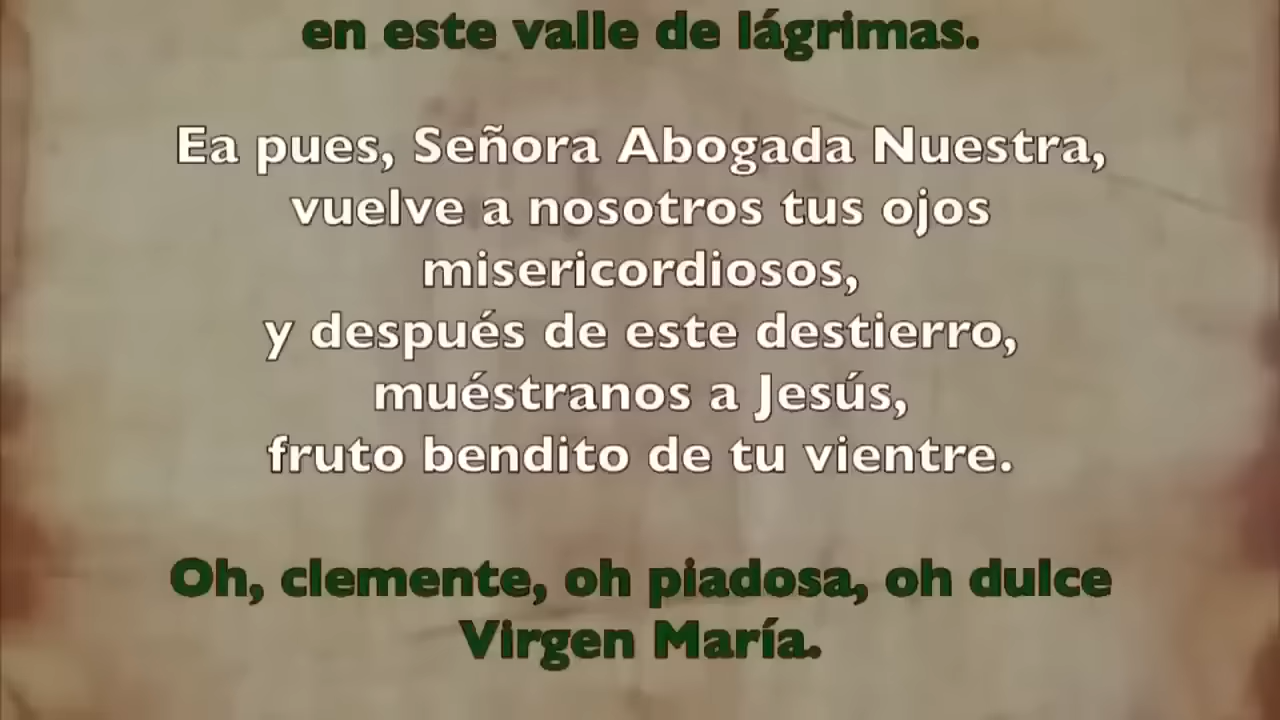 en este valle de lágrimas.
Ea pues, Señora Abogada Nuestra,
vuelve a nosotros tus ojos
misericordiosos,
y después de este destierro,
muéstranos a Jesús,
fruto bendito de tu vientre.
Oh, clemente, oh piadosa, oh dulce
Virgen María.